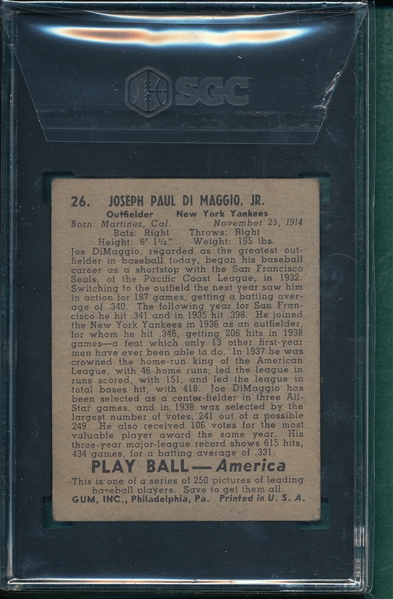 SGC
26. JOSEPH PAUL DI MAGGIO, JR.
Outfielder New York Yankees
Born: Martinez, Cal. November 25, 1914
Bats: Right Throws: Right
Height: 6' 1½" Weight: 195 lbs.
Joe DiMaggio, regarded as the greatest out-
fielder in baseball today, began his baseball
career as a shortstop with the San Francisco
Seals, of the Pacific Coast League, in 1932.
Switching to the outfield the next year saw him
in action for 187 games, getting a batting aver-
age of .340. The following year for San Fran-
cisco he hit .341 and in 1935 hit .398. He joined
the New York Yankees in 1936 as an outfielder,
for whom he hit .346, getting 206 hits in 1938
games—a feat which only 13 other first-year
men have ever been able to do. In 1937 he was
crowned the home-run king of the American
League, with 46 home runs; led the league in
runs scored, with 151, and led the league in
total bases hit, with 418. Joe DiMaggio was
selected as a center-fielder in three All-
Star games, and in 1938 was selected by the
largest number of votes; 241 out of a possible
249. He also received 106 votes for the most
valuable player award the same year. His
three-year major-league record shows 615 hits,
434 games, for a batting average of .331.
PLAY BALL—America
This is one of a series of 250 pictures of leading
baseball players. Save to get them all.
GUM, INC., Philadelphia, Pa. Printed in U. S. A.